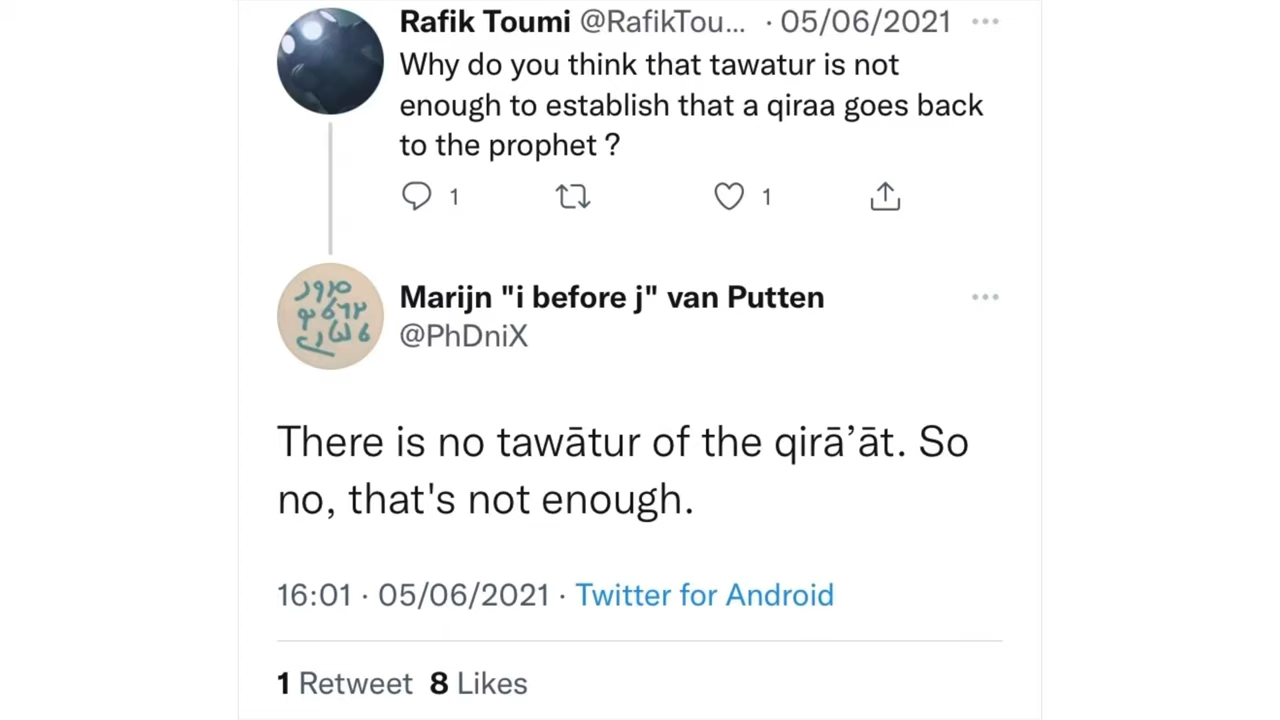 Rafik Toumi @RafikTou... · 05/06/2021
Why do you think that tawatur is not
enough to establish that a qiraa goes back
to the prophet ?
1 1
Marijn "i before j" van Putten
@PhDniX
There is no tawātur of the qirā’āt. So
no, that's not enough.
16:01 · 05/06/2021 · Twitter for Android
1 Retweet 8 Likes